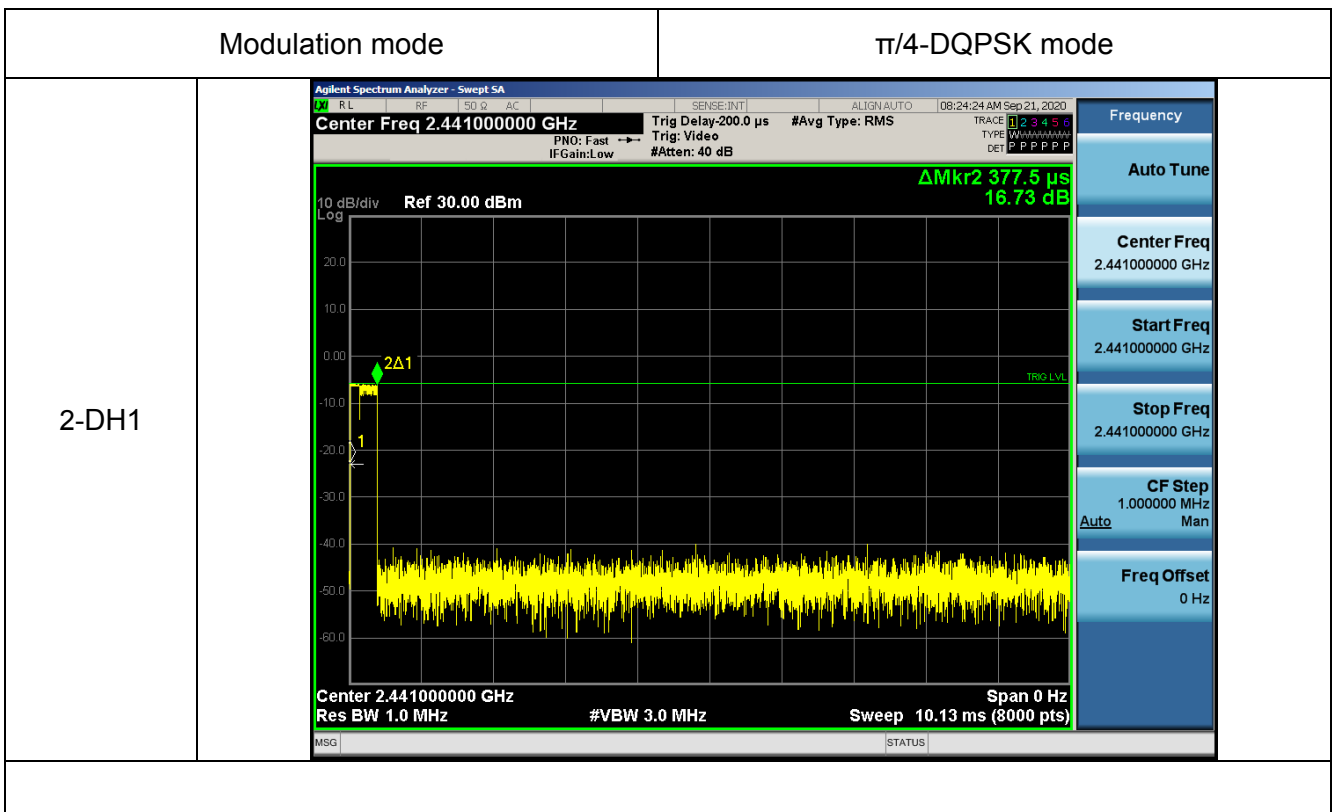 Modulation mode
π/4-DQPSK mode
2-DH1
Agilent Spectrum Analyzer - Swept SA
LXI RL RF 50 Ω AC SENSE:INT ALIGN AUTO 08:24:24 AM Sep 21, 2020
Center Freq 2.441000000 GHz
PNO: Fast
IFGain:Low
Trig Delay-200.0 µs
Trig: Video
#Atten: 40 dB
#Avg Type: RMS
TRACE 1 2 3 4 5 6
TYPE WWWWWW
DET P P P P P P
ΔMkr2 377.5 µs
16.73 dB
10 dB/div Ref 30.00 dBm
Log
20.0
10.0
0.00
-10.0
-20.0
-30.0
-40.0
-50.0
-60.0
2Δ1
1
TRIG LVL
Center 2.441000000 GHz Span 0 Hz
Res BW 1.0 MHz #VBW 3.0 MHz Sweep 10.13 ms (8000 pts)
MSG STATUS
Frequency
Auto Tune
Center Freq
2.441000000 GHz
Start Freq
2.441000000 GHz
Stop Freq
2.441000000 GHz
CF Step
1.000000 MHz
Auto Man
Freq Offset
0 Hz